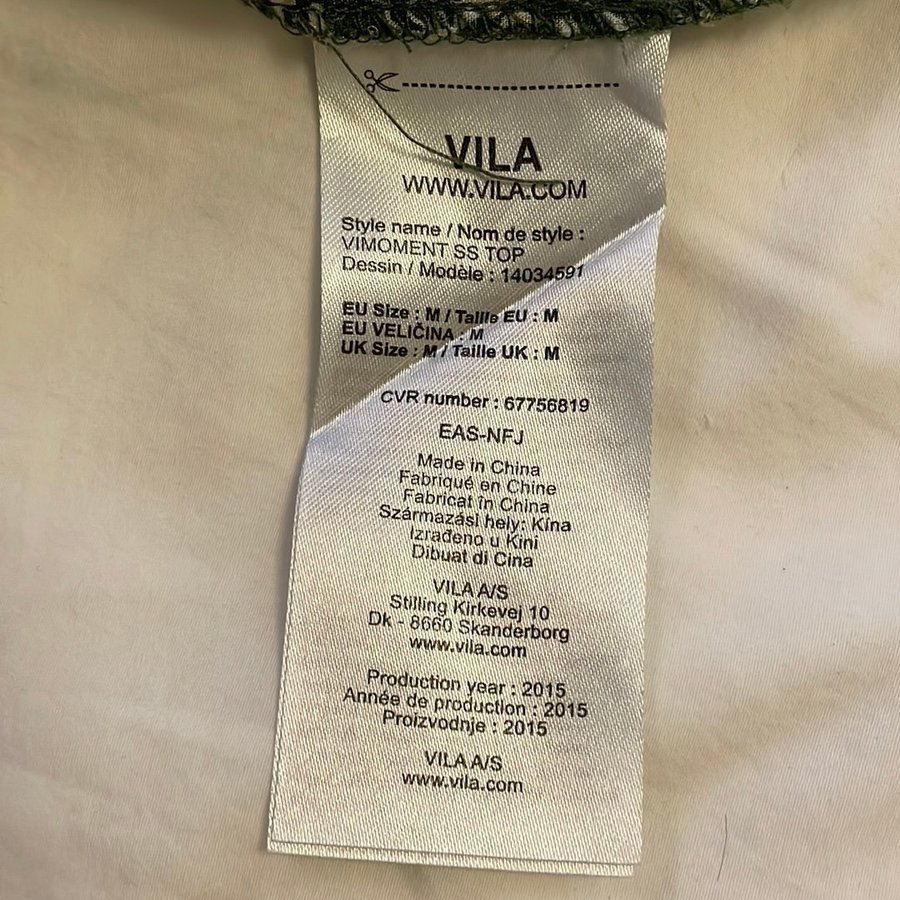 VILA
WWW.VILA.COM
Style name / Nom de style :
VIMOMENT SS TOP
Dessin / Modèle : 14034591
EU Size : M / Taille EU : M
EU VELIČINA : M
UK Size : M / Taille UK : M
CVR number : 67756819
EAS-NFJ
Made in China
Fabriqué en Chine
Fabricat în China
Származási hely: Kína
Izrađeno u Kini
Dibuat di Cina
VILA A/S
Stilling Kirkevej 10
Dk - 8660 Skanderborg
www.vila.com
Production year : 2015
Année de production : 2015
Proizvodnje : 2015
VILA A/S
www.vila.com